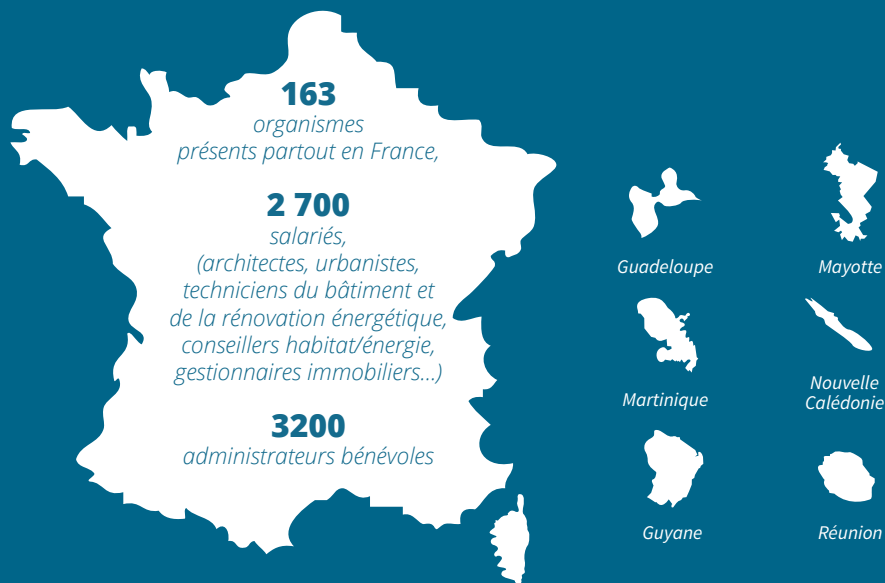 163
organismes
présents partout en France,
2 700
salariés,
(architectes, urbanistes,
techniciens du bâtiment et
de la rénovation énergétique,
conseillers habitat/énergie,
gestionnaires immobiliers...)
3200
administrateurs bénévoles
Guadeloupe
Mayotte
Martinique
Nouvelle
Calédonie
Guyane
Réunion